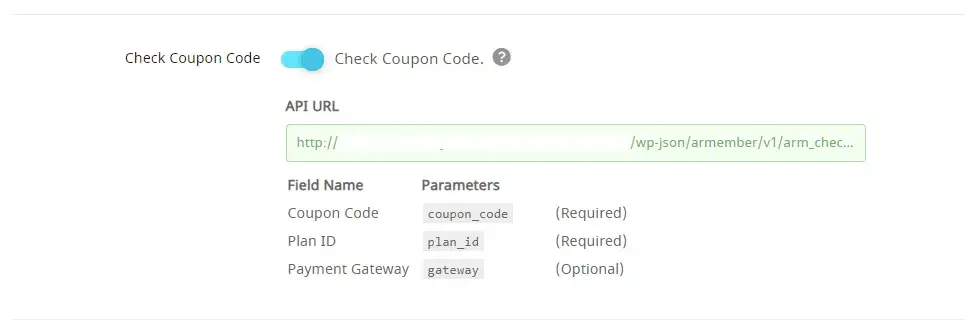 Check Coupon Code Check Coupon Code. ?
API URL
http:// /wp-json/armember/v1/arm_chec...
Field Name Parameters
Coupon Code coupon_code (Required)
Plan ID plan_id (Required)
Payment Gateway gateway (Optional)